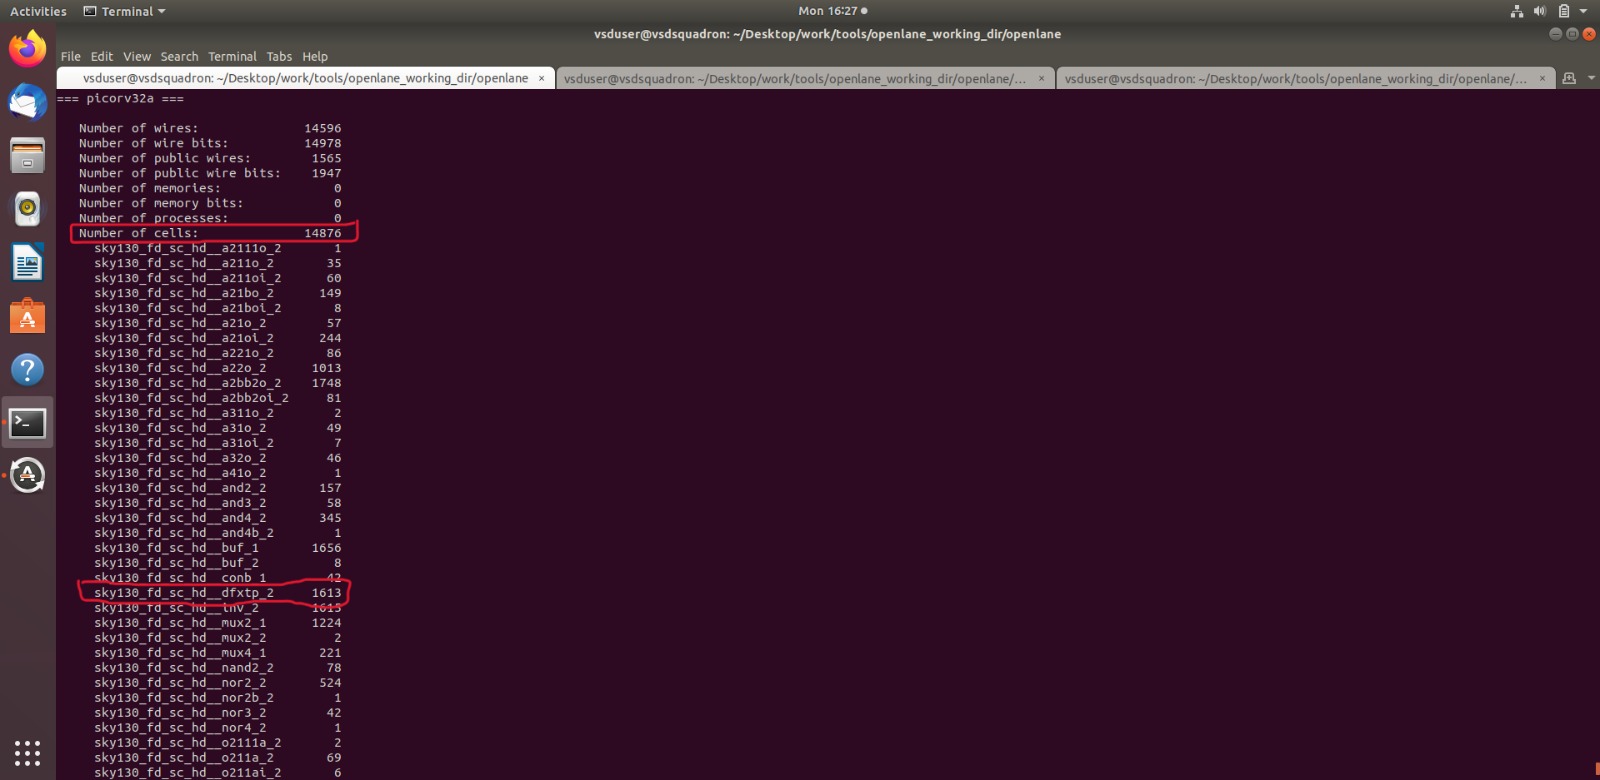 Activities Terminal Mon 16:27
vsduser@vsdsquadron: ~/Desktop/work/tools/openlane_working_dir/openlane
File Edit View Search Terminal Tabs Help
vsduser@vsdsquadron: ~/Desktop/work/tools/openlane_working_dir/openlane × vsduser@vsdsquadron: ~/Desktop/work/tools/openlane_working_dir/openlane/... × vsduser@vsdsquadron: ~/Desktop/work/tools/openlane_working_dir/openlane/... ×
=== picorv32a ===
Number of wires: 14596
Number of wire bits: 14978
Number of public wires: 1565
Number of public wire bits: 1947
Number of memories: 0
Number of memory bits: 0
Number of processes: 0
Number of cells: 14876
sky130_fd_sc_hd__a2111o_2 1
sky130_fd_sc_hd__a211o_2 35
sky130_fd_sc_hd__a211oi_2 60
sky130_fd_sc_hd__a21bo_2 149
sky130_fd_sc_hd__a21boi_2 8
sky130_fd_sc_hd__a21o_2 57
sky130_fd_sc_hd__a21oi_2 244
sky130_fd_sc_hd__a221o_2 86
sky130_fd_sc_hd__a22o_2 1013
sky130_fd_sc_hd__a2bb2o_2 1748
sky130_fd_sc_hd__a2bb2oi_2 81
sky130_fd_sc_hd__a311o_2 2
sky130_fd_sc_hd__a31o_2 49
sky130_fd_sc_hd__a31oi_2 7
sky130_fd_sc_hd__a32o_2 46
sky130_fd_sc_hd__a41o_2 1
sky130_fd_sc_hd__and2_2 157
sky130_fd_sc_hd__and3_2 58
sky130_fd_sc_hd__and4_2 345
sky130_fd_sc_hd__and4b_2 1
sky130_fd_sc_hd__buf_1 1656
sky130_fd_sc_hd__buf_2 8
sky130_fd_sc_hd__conb_1 42
sky130_fd_sc_hd__dfxtp_2 1613
sky130_fd_sc_hd__inv_2 1615
sky130_fd_sc_hd__mux2_1 1224
sky130_fd_sc_hd__mux2_2 2
sky130_fd_sc_hd__mux4_1 221
sky130_fd_sc_hd__nand2_2 78
sky130_fd_sc_hd__nor2_2 524
sky130_fd_sc_hd__nor2b_2 1
sky130_fd_sc_hd__nor3_2 42
sky130_fd_sc_hd__nor4_2 1
sky130_fd_sc_hd__o2111a_2 2
sky130_fd_sc_hd__o211a_2 69
sky130_fd_sc_hd__o211ai_2 6